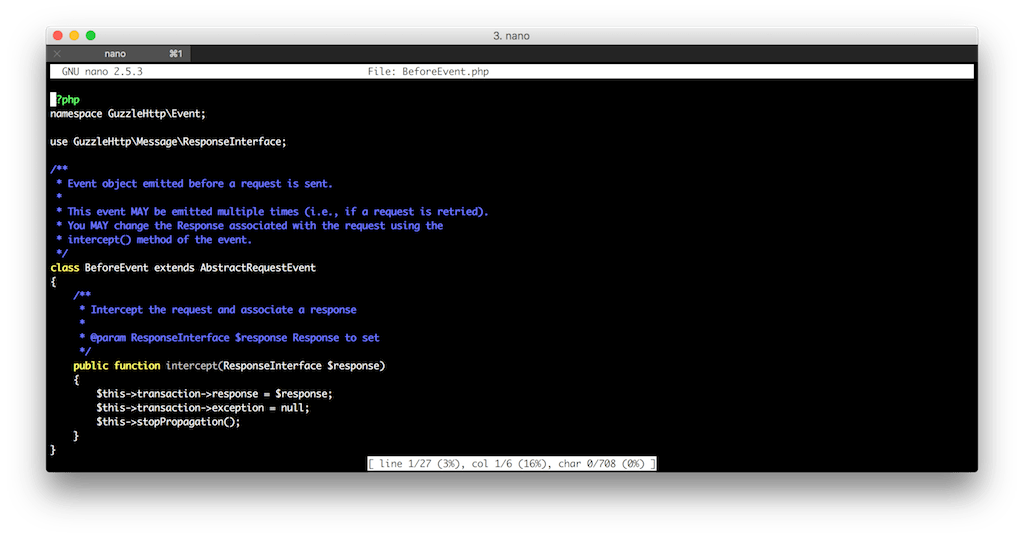 3. nano
nano ⌘1
GNU nano 2.5.3 File: BeforeEvent.php
?php
namespace GuzzleHttp\Event;
use GuzzleHttp\Message\ResponseInterface;
/**
 * Event object emitted before a request is sent.
 *
 * This event MAY be emitted multiple times (i.e., if a request is retried).
 * You MAY change the Response associated with the request using the
 * intercept() method of the event.
 */
class BeforeEvent extends AbstractRequestEvent
{
    /**
     * Intercept the request and associate a response
     *
     * @param ResponseInterface $response Response to set
     */
    public function intercept(ResponseInterface $response)
    {
        $this->transaction->response = $response;
        $this->transaction->exception = null;
        $this->stopPropagation();
    }
}
[ line 1/27 (3%), col 1/6 (16%), char 0/708 (0%) ]